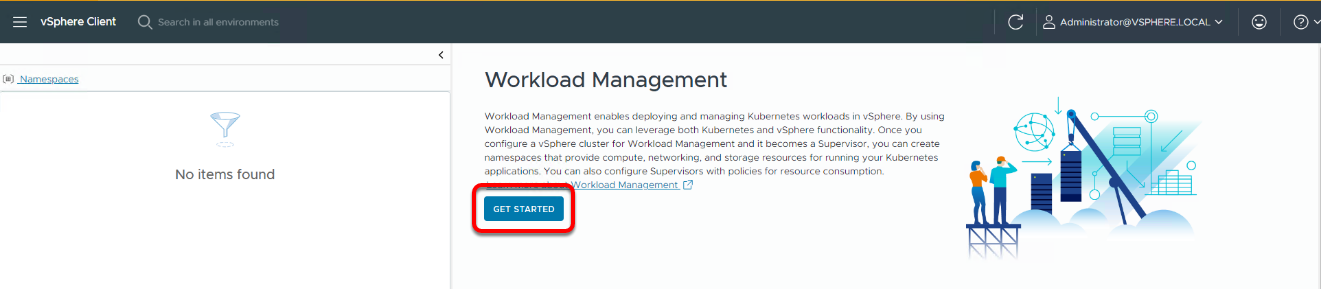 vSphere Client
Search in all environments
Administrator@VSPHERE.LOCAL
Namespaces
No items found
Workload Management
Workload Management enables deploying and managing Kubernetes workloads in vSphere. By using
Workload Management, you can leverage both Kubernetes and vSphere functionality. Once you
configure a vSphere cluster for Workload Management and it becomes a Supervisor, you can create
namespaces that provide compute, networking, and storage resources for running your Kubernetes
applications. You can also configure Supervisors with policies for resource consumption.
Workload Management
GET STARTED